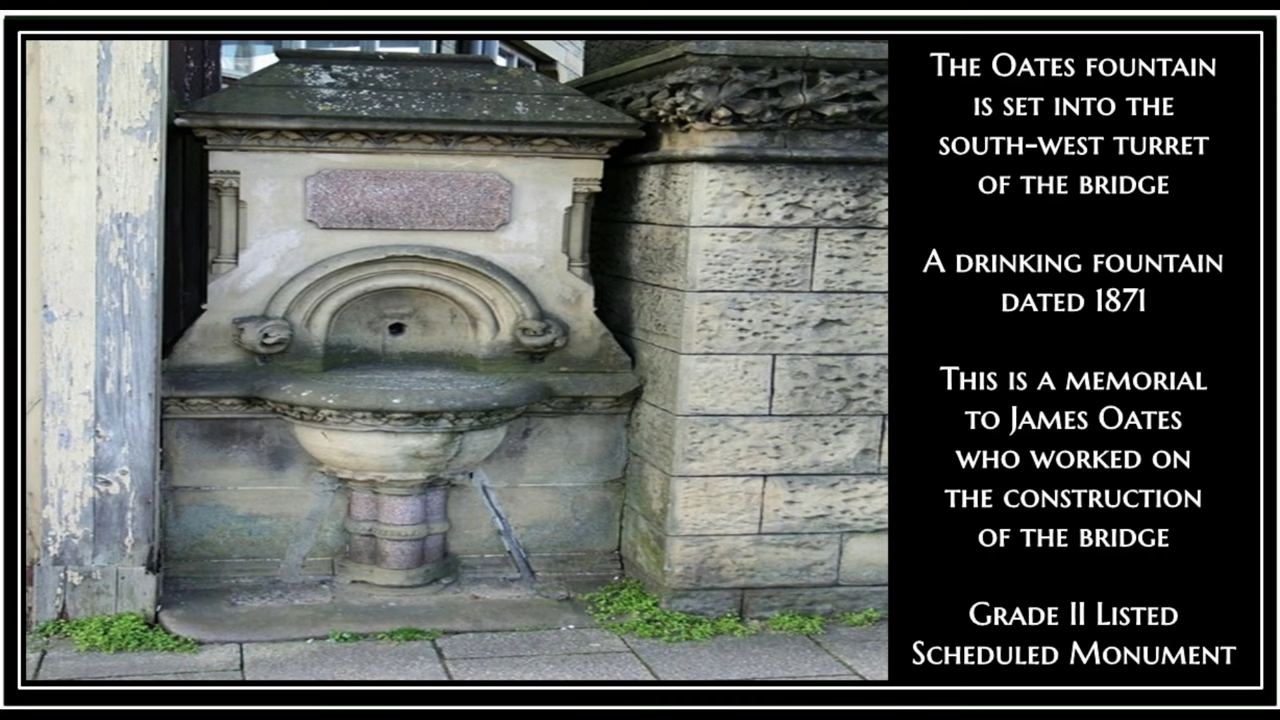 The Oates fountain
is set into the
south-west turret
of the bridge
A drinking fountain
dated 1871
This is a memorial
to James Oates
who worked on
the construction
of the bridge
Grade II Listed
Scheduled Monument